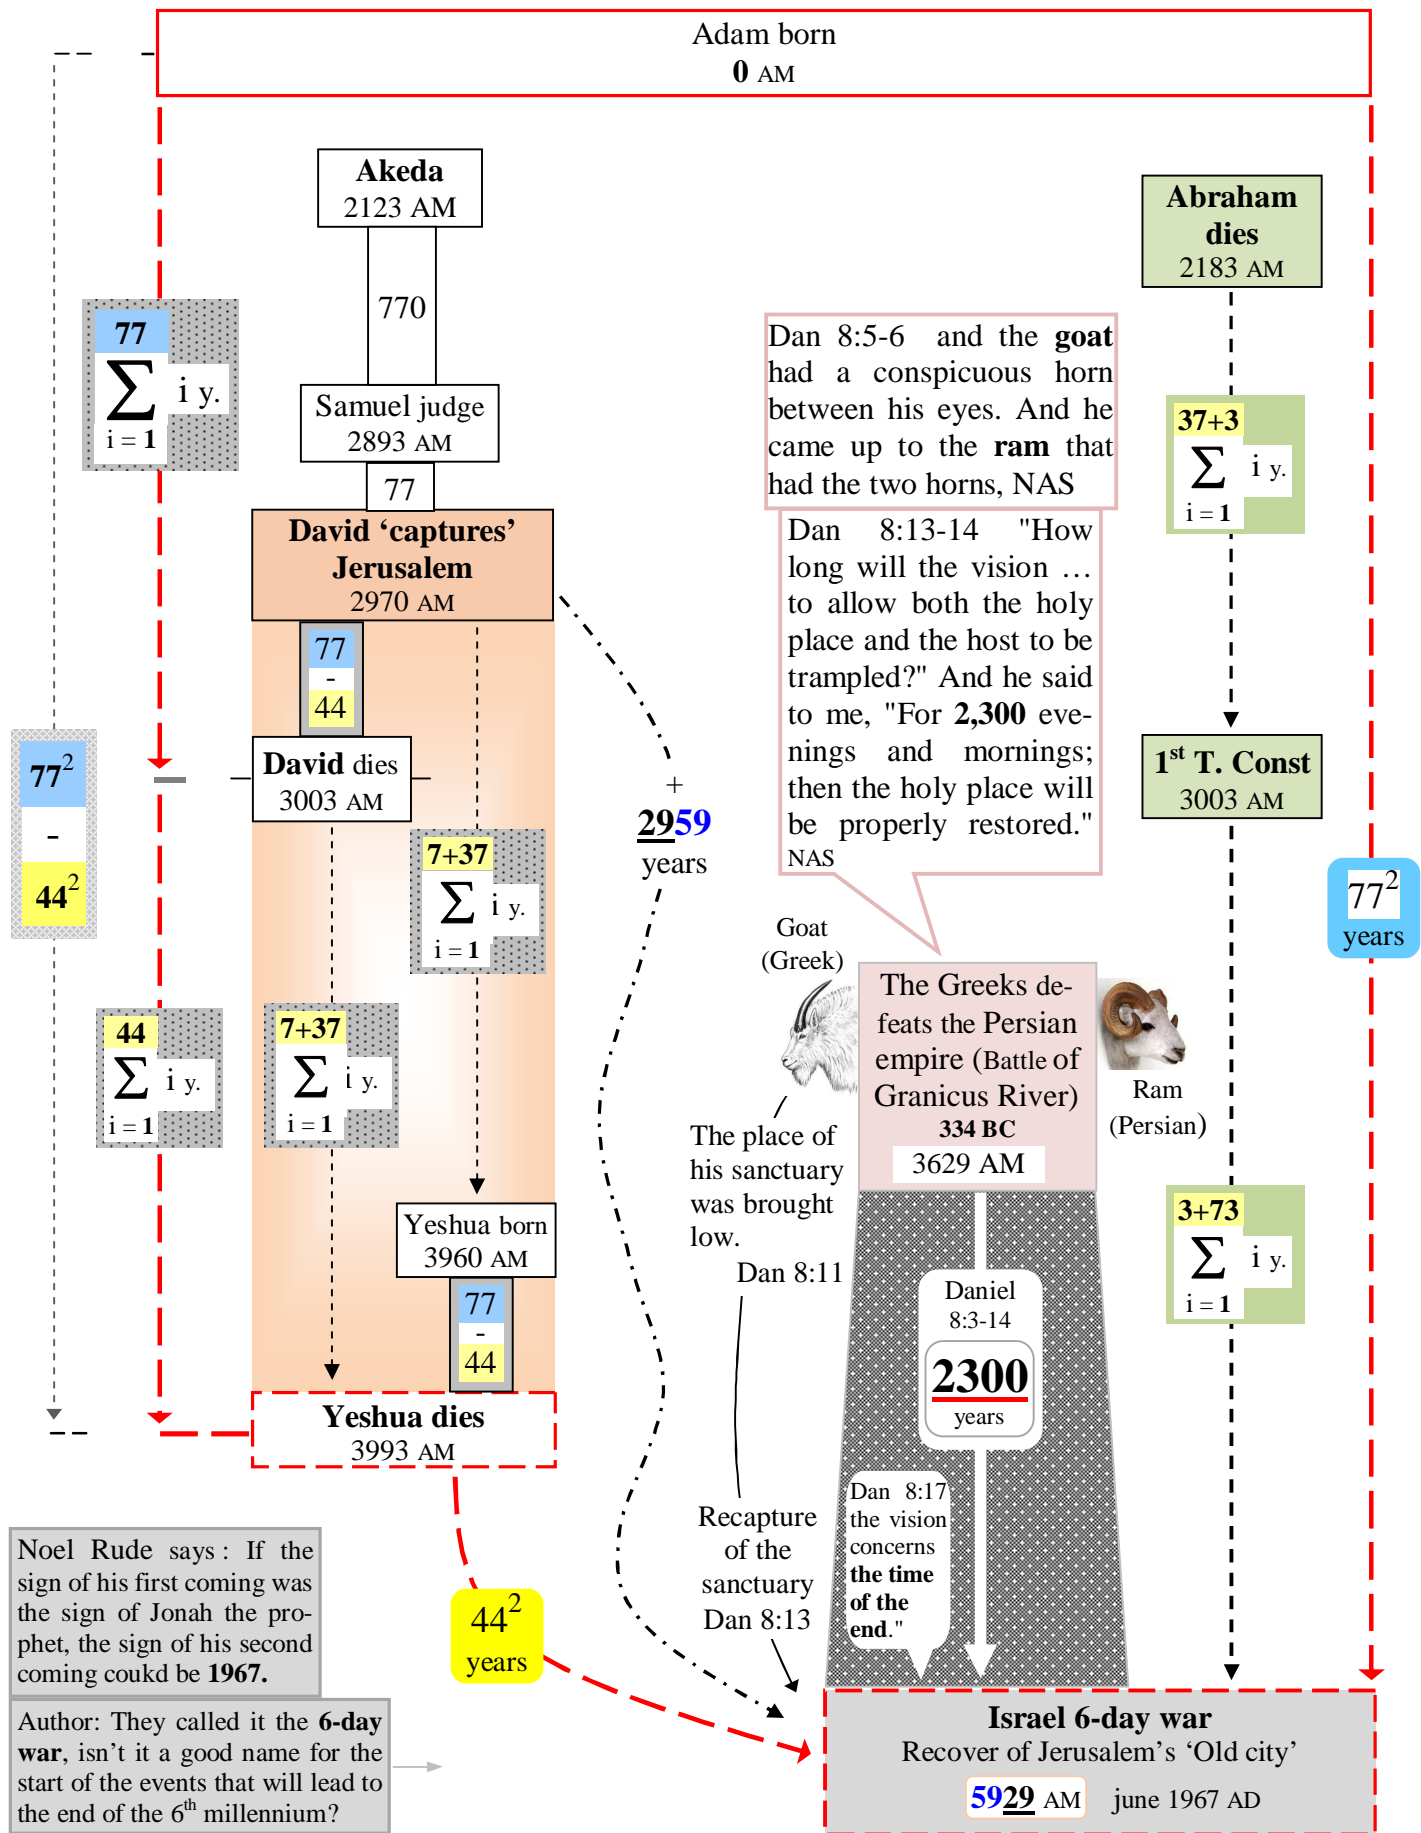 Adam born
0 AM
Akeda
2123 AM
770
Samuel judge
2893 AM
77
David ‘captures’
Jerusalem
2970 AM
77
-
44
David dies
3003 AM
7+37
∑ i y.
i = 1
7+37
∑ i y.
i = 1
Yeshua born
3960 AM
77
-
44
Yeshua dies
3993 AM
77
∑ i y.
i = 1
44
∑ i y.
i = 1
77²
-
44²
+
2959
years
44²
years
Dan 8:5-6 and the goat
had a conspicuous horn
between his eyes. And he
came up to the ram that
had the two horns, NAS
Dan 8:13-14 "How
long will the vision …
to allow both the holy
place and the host to be
trampled?" And he said
to me, "For 2,300 eve-
nings and mornings;
then the holy place will
be properly restored."
NAS
Goat
(Greek)
The Greeks de-
feats the Persian
empire (Battle of
Granicus River)
334 BC
3629 AM
Ram
(Persian)
The place of
his sanctuary
was brought
low.
Dan 8:11
Recapture
of the
sanctuary
Dan 8:13
Daniel
8:3-14
2300
years
Dan 8:17
the vision
concerns
the time
of the
end."
Abraham
dies
2183 AM
37+3
∑ i y.
i = 1
1st T. Const
3003 AM
3+73
∑ i y.
i = 1
77²
years
Noel Rude says : If the
sign of his first coming was
the sign of Jonah the pro-
phet, the sign of his second
coming coukd be 1967.
Author: They called it the 6-day
war, isn’t it a good name for the
start of the events that will lead to
the end of the 6th millennium?
Israel 6-day war
Recover of Jerusalem’s ‘Old city’
5929 AM june 1967 AD